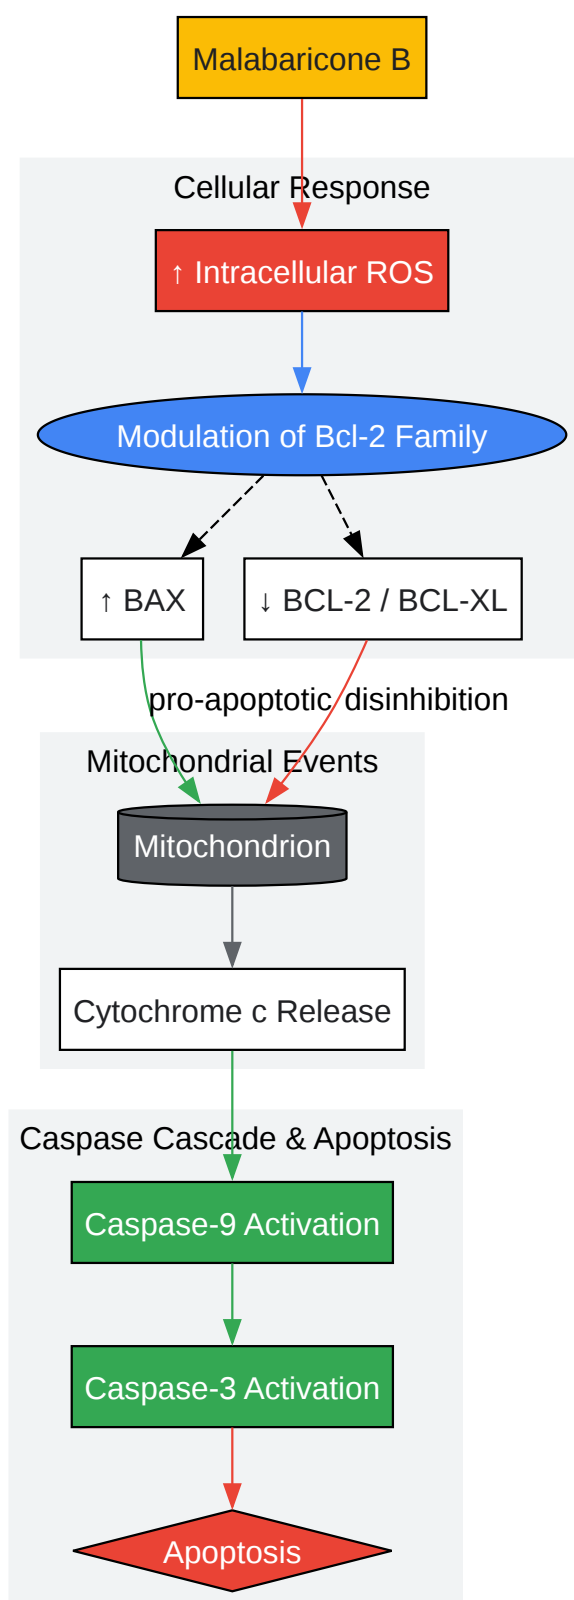 Malabaricone B
Cellular Response
↑ Intracellular ROS
Modulation of Bcl-2 Family
↑ BAX
↓ BCL-2 / BCL-XL
pro-apoptotic
disinhibition
Mitochondrial Events
Mitochondrion
Cytochrome c Release
Caspase Cascade & Apoptosis
Caspase-9 Activation
Caspase-3 Activation
Apoptosis